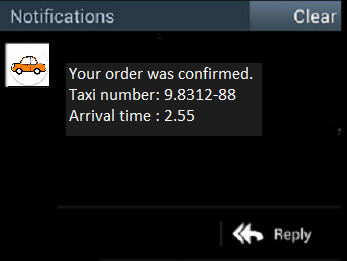 Notifications Clear
Your order was confirmed.
Taxi number: 9.8312-88
Arrival time : 2.55
Reply